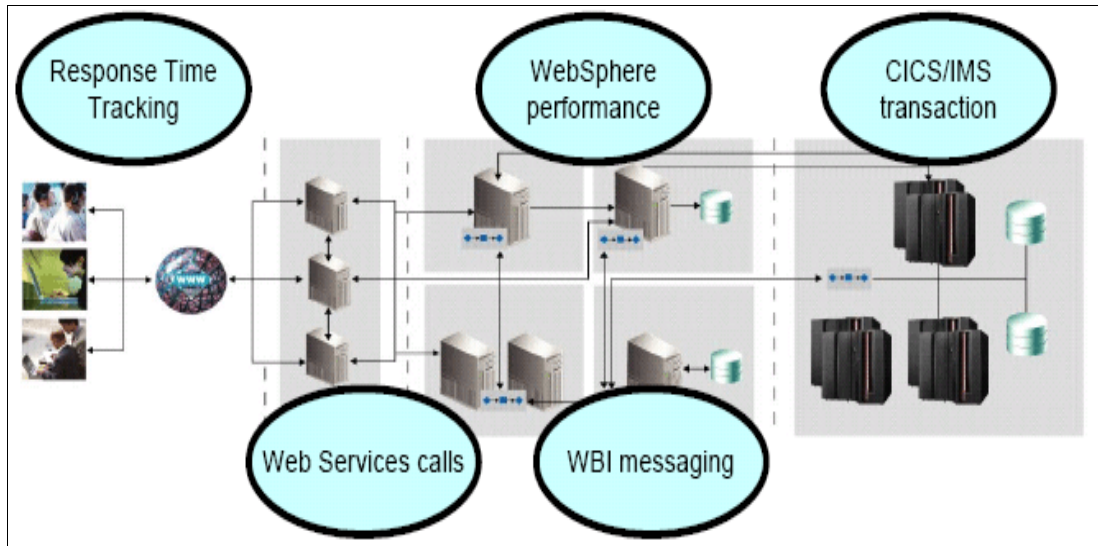 Response Time
Tracking
WebSphere
performance
CICS/IMS
transaction
WWW
Web Services calls
WBI messaging